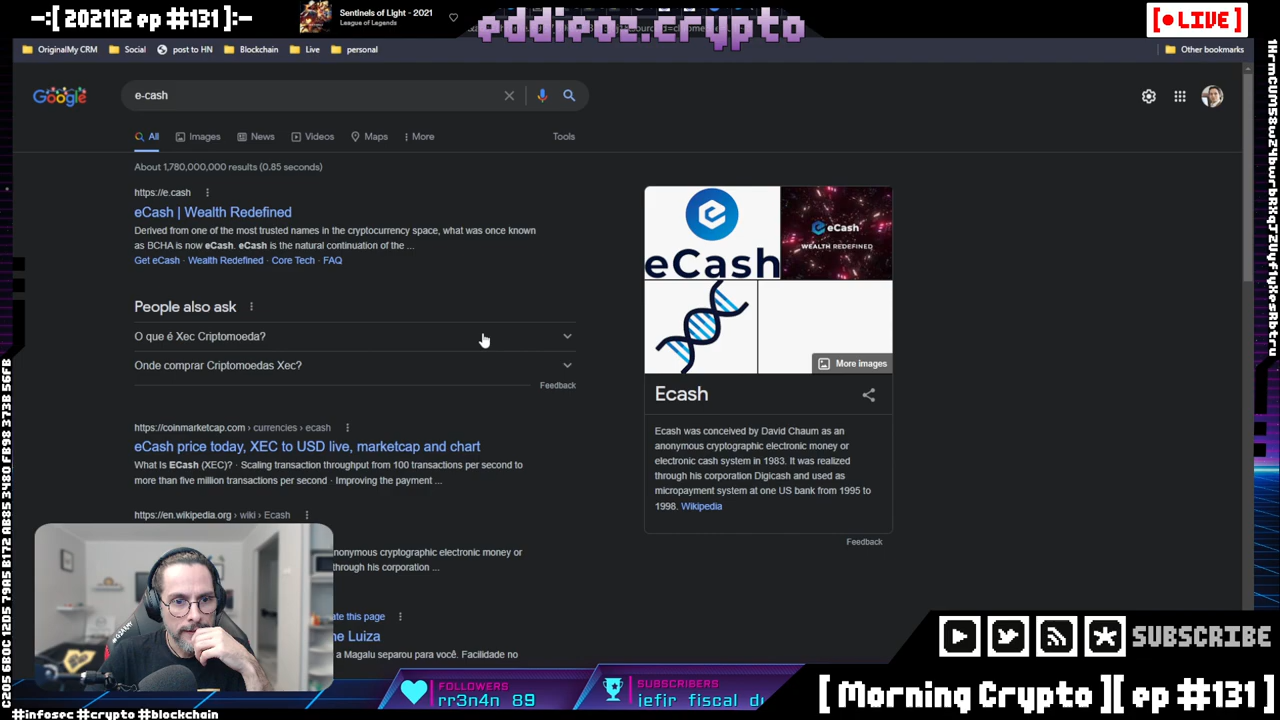 -:[ 202112 ep #131 ]:-
Sentinels of Light - 2021
League of Legends
eddieoz.crypto
[•LIVE]
OriginalMy CRM
Social
post to HN
Blockchain
Live
personal
Other bookmarks
Google
e-cash
All
Images
News
Videos
Maps
More
Tools
About 1,780,000,000 results (0.85 seconds)
https://e.cash
eCash | Wealth Redefined
Derived from one of the most trusted names in the cryptocurrency space, what was once known
as BCHA is now eCash. eCash is the natural continuation of the ...
Get eCash · Wealth Redefined · Core Tech · FAQ
People also ask
O que é Xec Criptomoeda?
Onde comprar Criptomoedas Xec?
Feedback
https://coinmarketcap.com › currencies › ecash
eCash price today, XEC to USD live, marketcap and chart
What Is ECash (XEC)? · Scaling transaction throughput from 100 transactions per second to
more than five million transactions per second · Improving the payment ...
https://en.wikipedia.org › wiki › Ecash
nonymous cryptographic electronic money or
through his corporation ...
ate this page
ne Luiza
a Magalu separou para você. Facilidade no
eCash
eCash
WEALTH REDEFINED
More images
Ecash
Ecash was conceived by David Chaum as an
anonymous cryptographic electronic money or
electronic cash system in 1983. It was realized
through his corporation Digicash and used as
micropayment system at one US bank from 1995 to
1998. Wikipedia
Feedback
SUBSCRIBE
FOLLOWERS
rr3n4n 89
SUBSCRIBERS
iefjr fiscal du
[ Morning Crypto ][ ep #131 ]
#infosec #crypto #blockchain